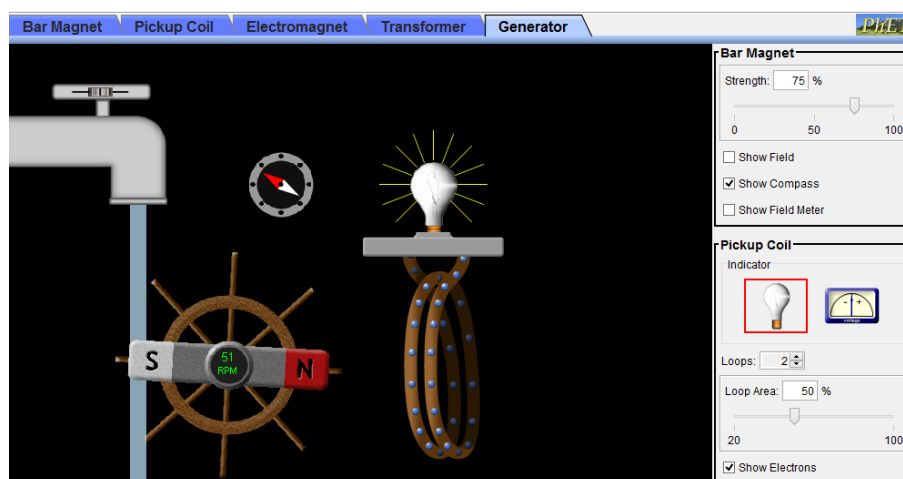 Bar Magnet Pickup Coil Electromagnet Transformer Generator
PhET
Bar Magnet
Strength: 75 %
0 50 100
Show Field
Show Compass
Show Field Meter
S 51 RPM N
Pickup Coil
Indicator
voltage
Loops: 2
Loop Area: 50 %
20 100
Show Electrons